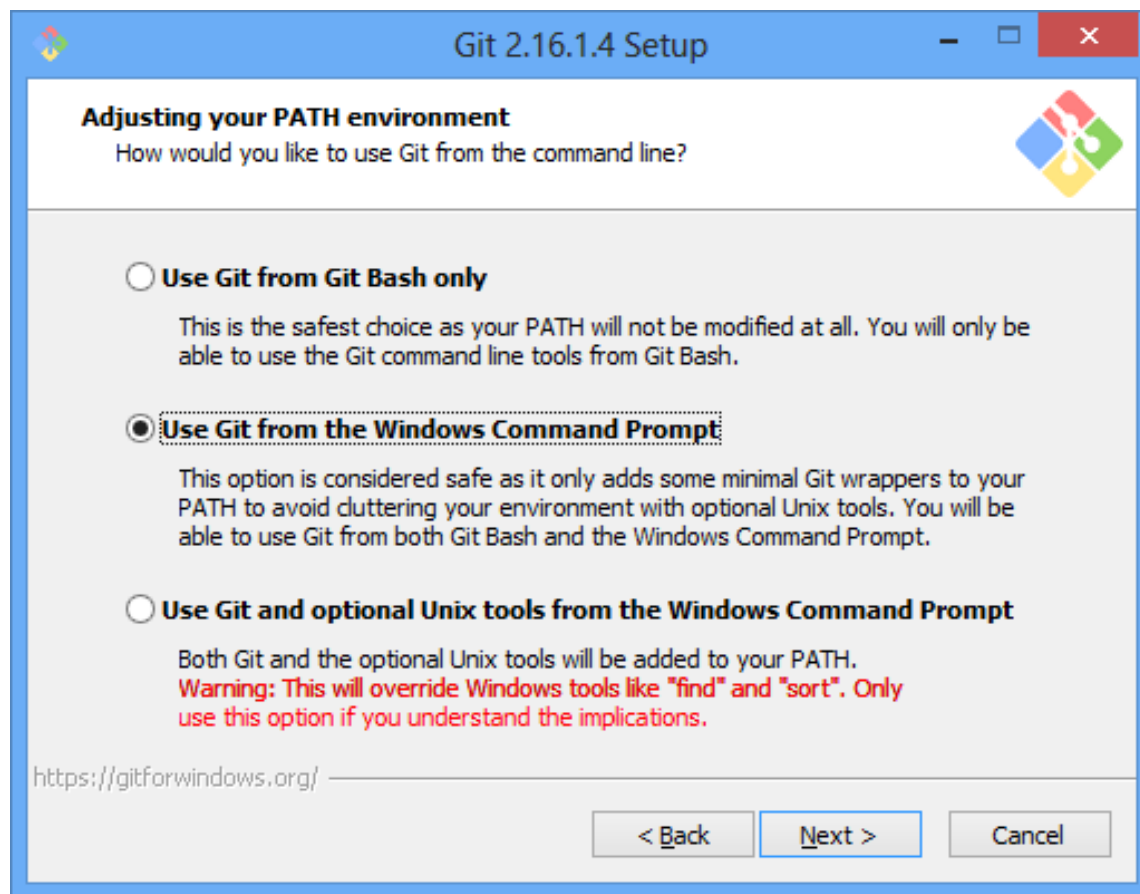 Git 2.16.1.4 Setup
Adjusting your PATH environment
How would you like to use Git from the command line?
Use Git from Git Bash only
This is the safest choice as your PATH will not be modified at all. You will only be
able to use the Git command line tools from Git Bash.
Use Git from the Windows Command Prompt
This option is considered safe as it only adds some minimal Git wrappers to your
PATH to avoid cluttering your environment with optional Unix tools. You will be
able to use Git from both Git Bash and the Windows Command Prompt.
Use Git and optional Unix tools from the Windows Command Prompt
Both Git and the optional Unix tools will be added to your PATH.
Warning: This will override Windows tools like "find" and "sort". Only
use this option if you understand the implications.
https://gitforwindows.org/
< Back
Next >
Cancel